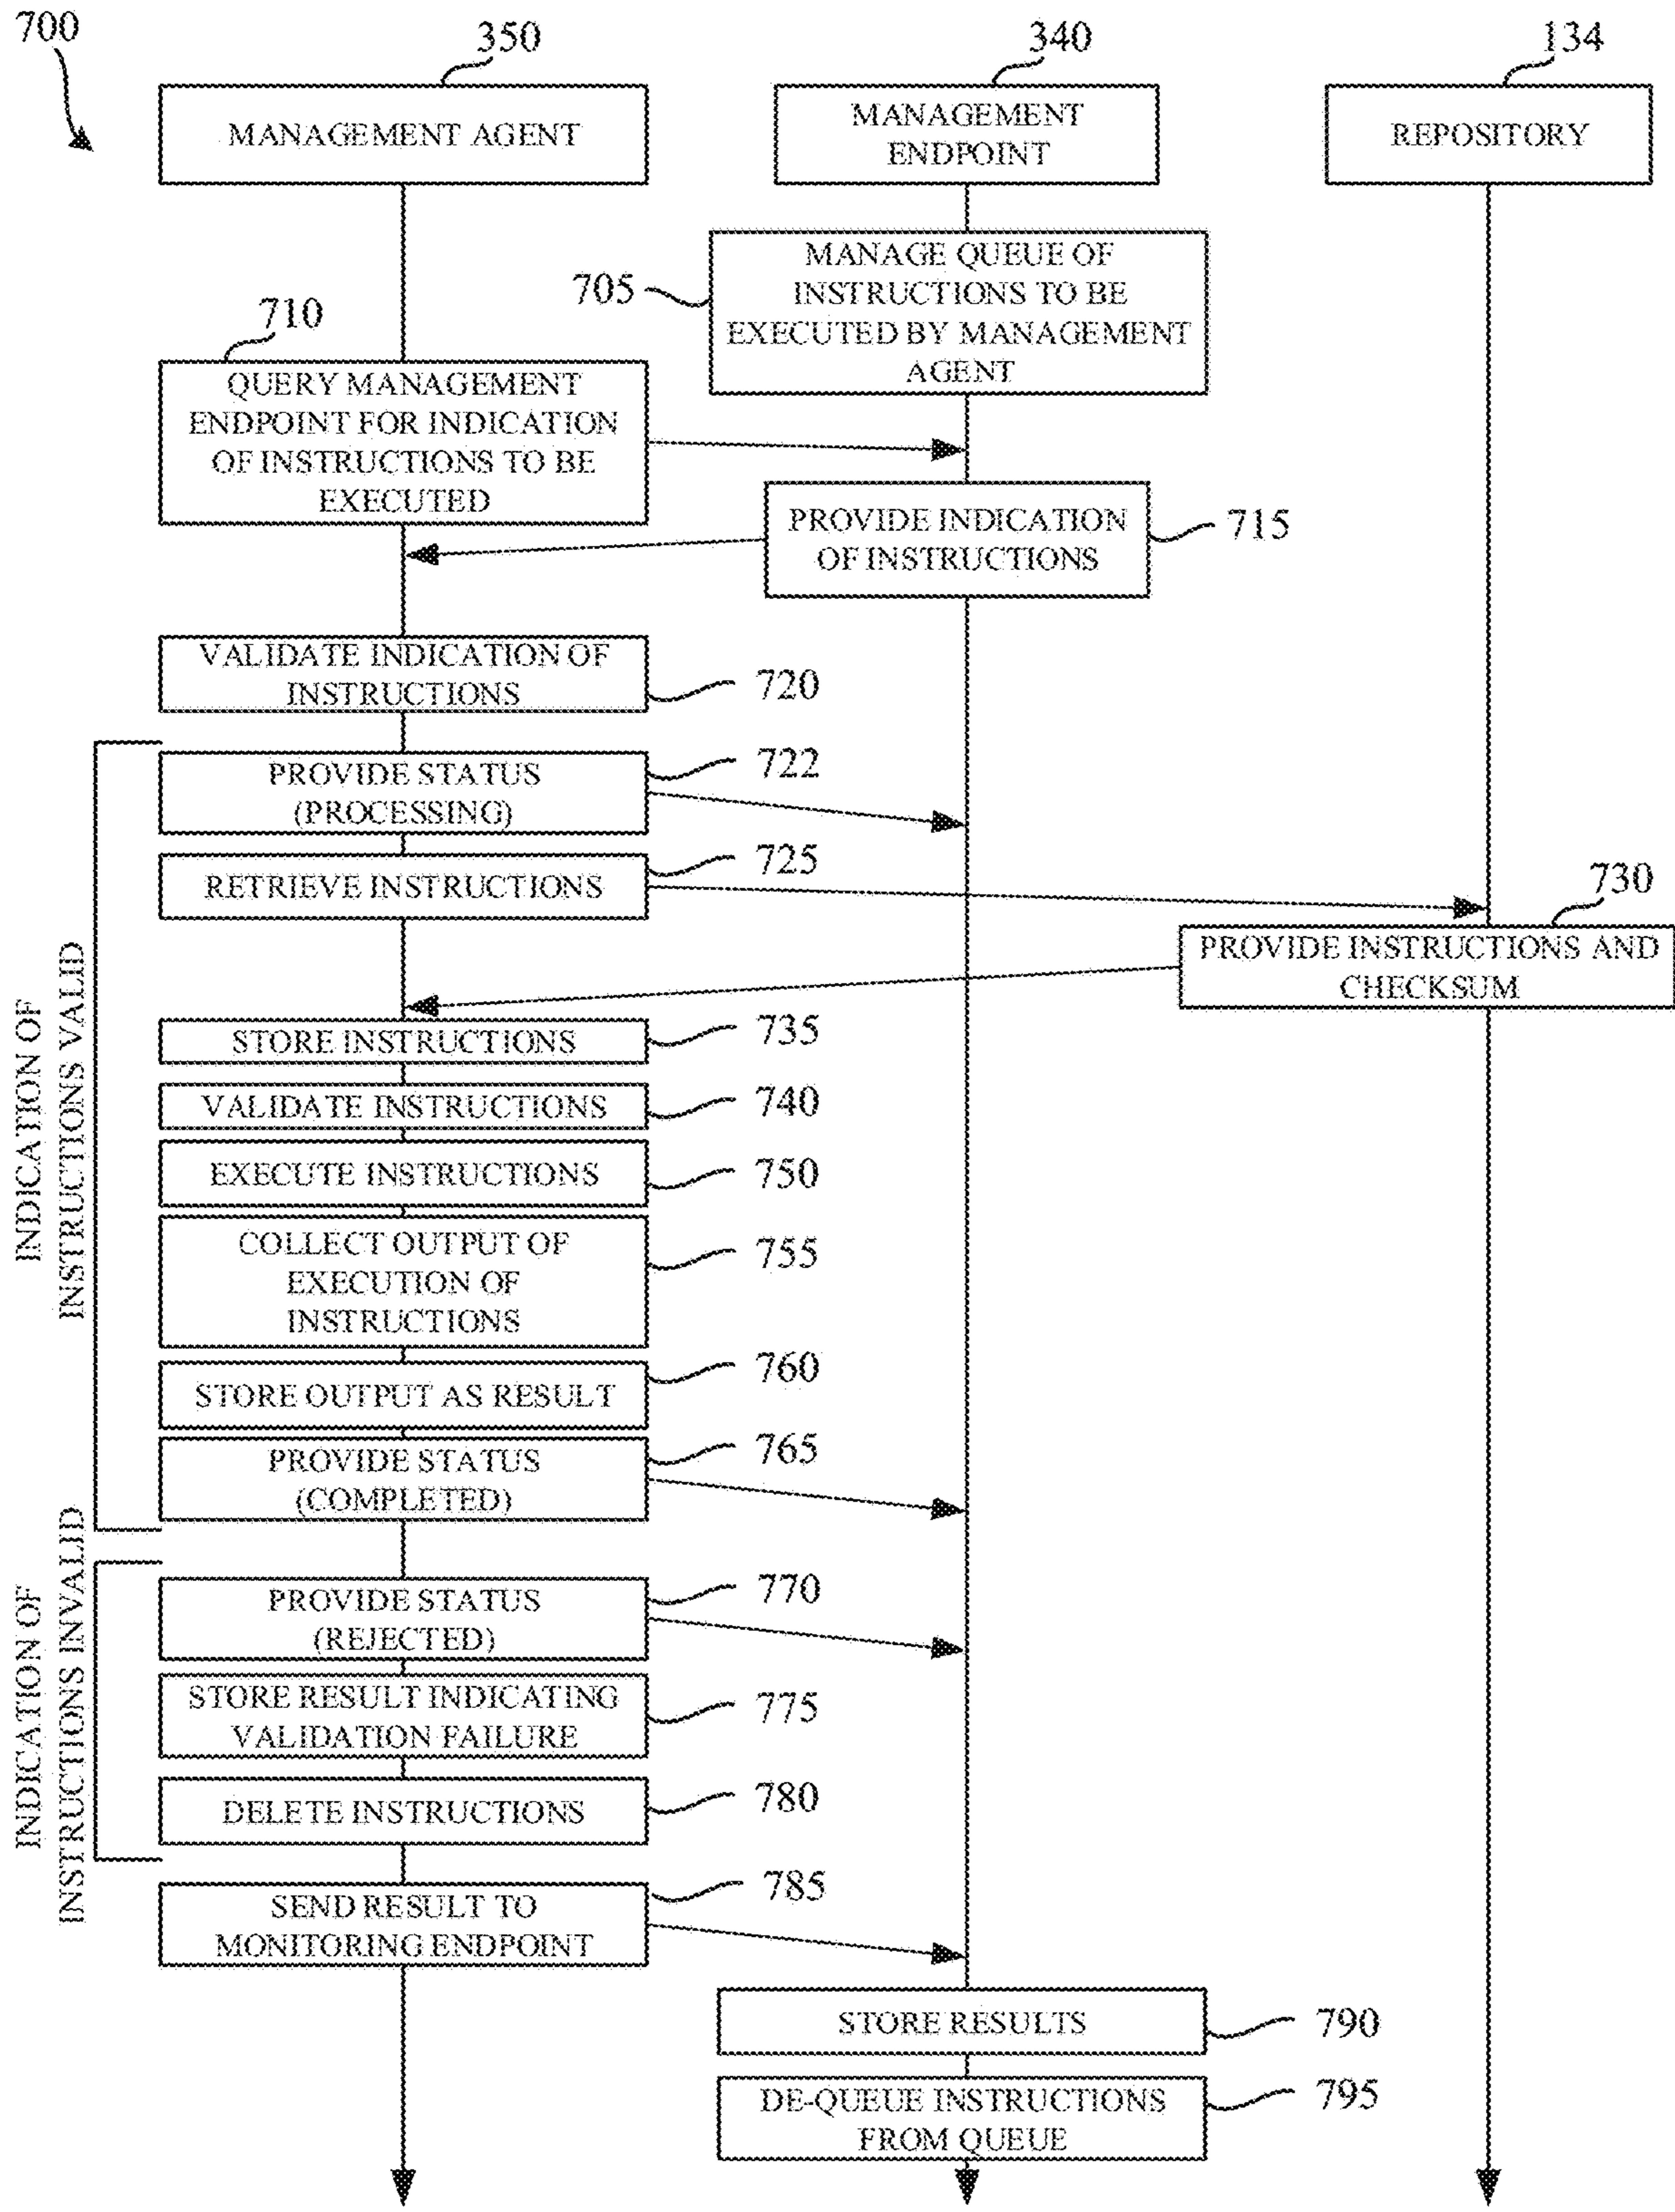 700
350
340
134
MANAGEMENT AGENT
MANAGEMENT
ENDPOINT
REPOSITORY
705
MANAGE QUEUE OF
INSTRUCTIONS TO BE
EXECUTED BY MANAGEMENT
AGENT
710
QUERY MANAGEMENT
ENDPOINT FOR INDICATION
OF INSTRUCTIONS TO BE
EXECUTED
PROVIDE INDICATION
OF INSTRUCTIONS
715
VALIDATE INDICATION OF
INSTRUCTIONS
720
INDICATION OF
INSTRUCTIONS VALID
PROVIDE STATUS
(PROCESSING)
722
RETRIEVE INSTRUCTIONS
725
730
PROVIDE INSTRUCTIONS AND
CHECKSUM
STORE INSTRUCTIONS
735
VALIDATE INSTRUCTIONS
740
EXECUTE INSTRUCTIONS
750
COLLECT OUTPUT OF
EXECUTION OF
INSTRUCTIONS
755
STORE OUTPUT AS RESULT
760
PROVIDE STATUS
(COMPLETED)
765
INDICATION OF
INSTRUCTIONS INVALID
PROVIDE STATUS
(REJECTED)
770
STORE RESULT INDICATING
VALIDATION FAILURE
775
DELETE INSTRUCTIONS
780
SEND RESULT TO
MONITORING ENDPOINT
785
STORE RESULTS
790
DE-QUEUE INSTRUCTIONS
FROM QUEUE
795